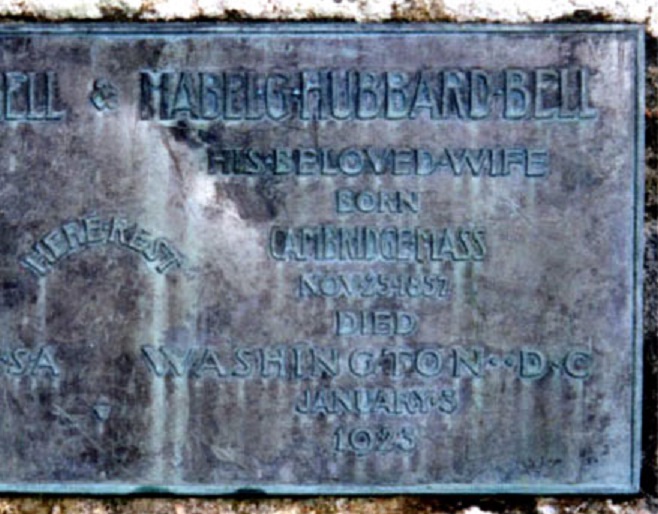 ELL & MABEL·G·HUBBARD·BELL
HIS·BELOVED·WIFE
BORN
HERE·REST
CAMBRIDGE·MASS
NOV·25·1857
DIED
·SA
WASHINGTON··D·C
JANUARY·3
1923